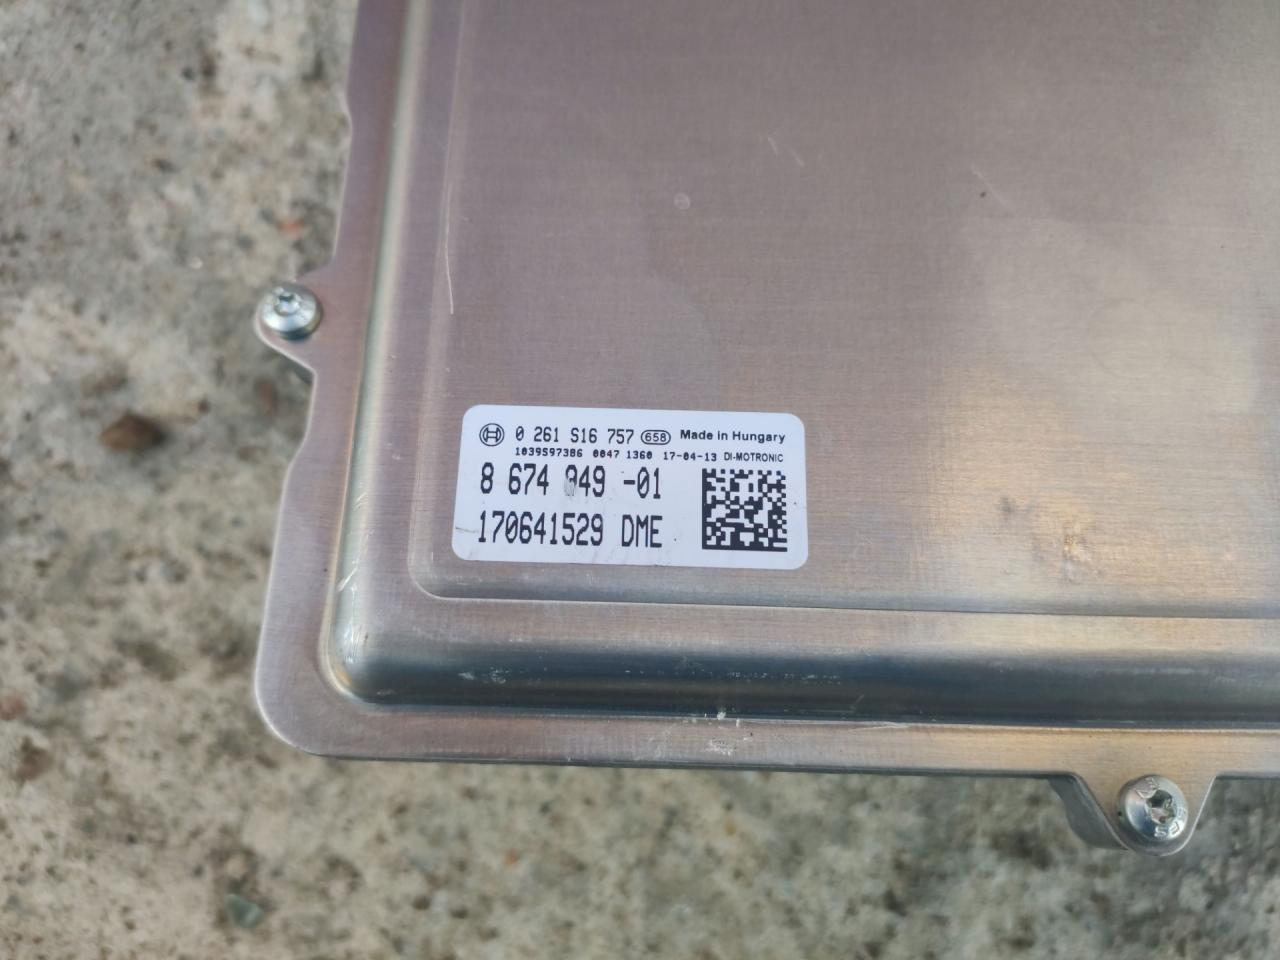 0 261 S16 757 658 Made in Hungary
1039S97386 0047 1360 17-04-13 DI-MOTRONIC
8 674 -01
170641529 DME